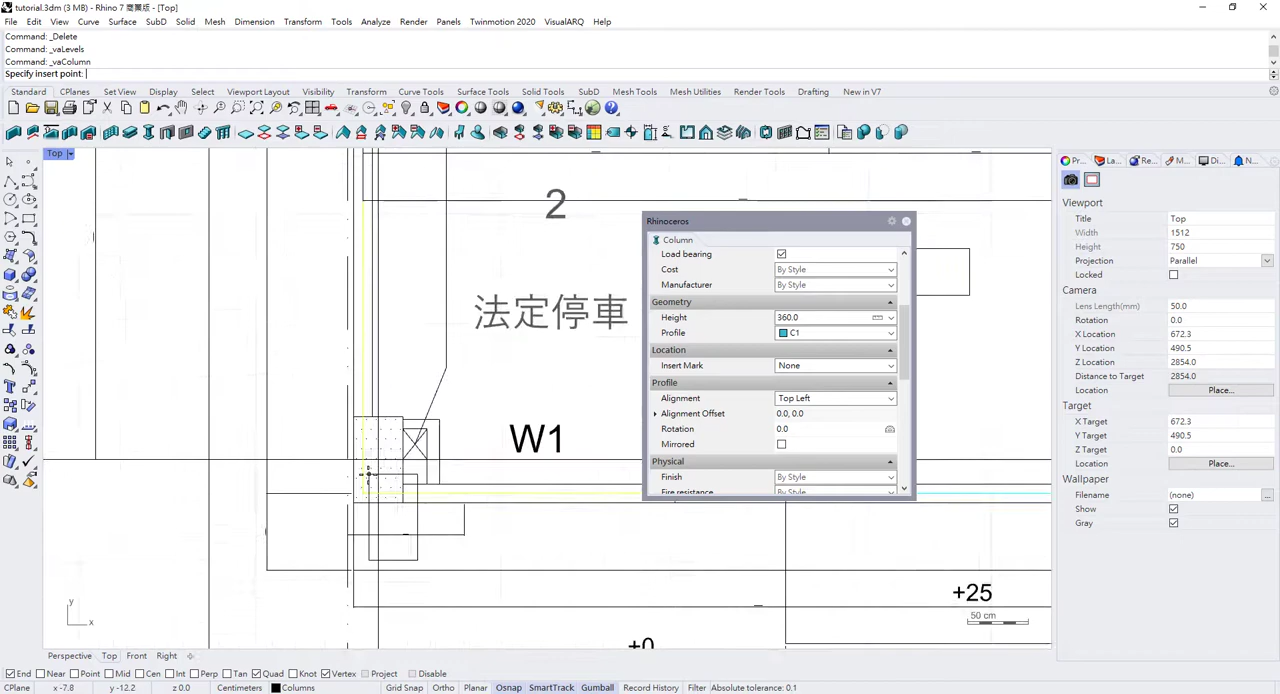 tutorial.3dm (3 MB) - Rhino 7 商業版 - [Top]
File Edit View Curve Surface SubD Solid Mesh Dimension Transform Tools Analyze Render Panels Twinmotion 2020 VisualARQ Help
Command: _Delete
Command: _vaLevels
Command: _vaColumn
Specify insert point:
Standard CPlanes Set View Display Select Viewport Layout Visibility Transform Curve Tools Surface Tools Solid Tools SubD Mesh Tools Mesh Utilities Render Tools Drafting New in V7
Top
2
法定停車
W1
+25
+0
50 cm
y
x
Rhinoceros
Column
Load bearing
Cost By Style
Manufacturer By Style
Geometry
Height 360.0
Profile C1
Location
Insert Mark None
Profile
Alignment Top Left
Alignment Offset 0.0, 0.0
Rotation 0.0
Mirrored
Physical
Finish By Style
Fire resistance By Style
Pr... La... Re... M... Di... N...
Viewport
Title Top
Width 1512
Height 750
Projection Parallel
Locked
Camera
Lens Length(mm) 50.0
Rotation 0.0
X Location 672.3
Y Location 490.5
Z Location 2854.0
Distance to Target 2854.0
Location Place...
Target
X Target 672.3
Y Target 490.5
Z Target 0.0
Location Place...
Wallpaper
Filename (none) ...
Show
Gray
Perspective Top Front Right
End Near Point Mid Cen Int Perp Tan Quad Knot Vertex Project Disable
Centimeters x -7.8 y -12.2 z 0.0 Columns Grid Snap Ortho Planar Osnap SmartTrack Gumball Record History Filter Absolute tolerance: 0.1